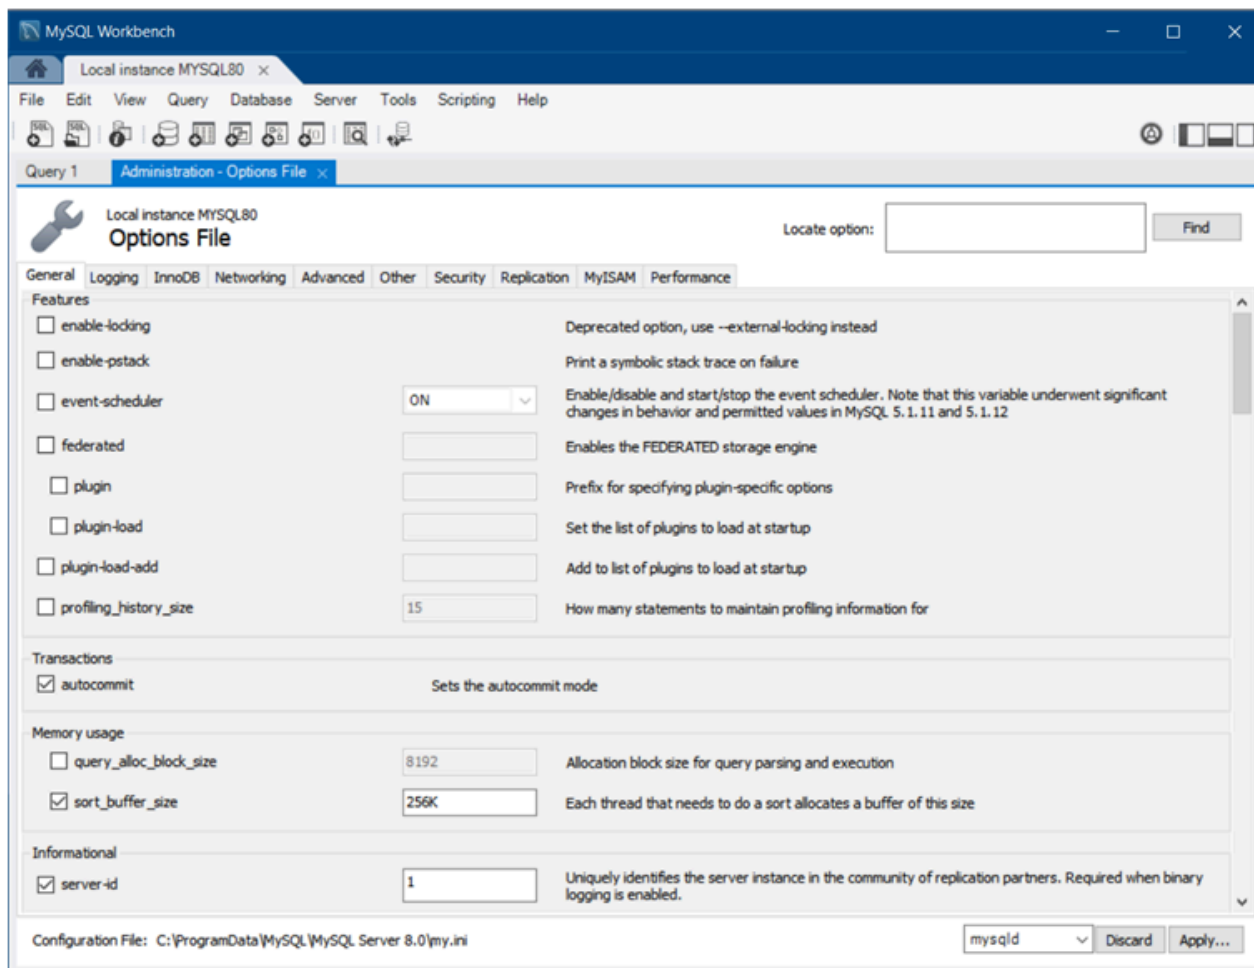 MySQL Workbench
Local instance MYSQL80
File Edit View Query Database Server Tools Scripting Help
Query 1 Administration - Options File
Local instance MYSQL80
Options File
Locate option: Find
General Logging InnoDB Networking Advanced Other Security Replication MyISAM Performance
Features
enable-locking Deprecated option, use --external-locking instead
enable-pstack Print a symbolic stack trace on failure
event-scheduler ON Enable/disable and start/stop the event scheduler. Note that this variable underwent significant
changes in behavior and permitted values in MySQL 5.1.11 and 5.1.12
federated Enables the FEDERATED storage engine
plugin Prefix for specifying plugin-specific options
plugin-load Set the list of plugins to load at startup
plugin-load-add Add to list of plugins to load at startup
profiling_history_size 15 How many statements to maintain profiling information for
Transactions
autocommit Sets the autocommit mode
Memory usage
query_alloc_block_size 8192 Allocation block size for query parsing and execution
sort_buffer_size 256K Each thread that needs to do a sort allocates a buffer of this size
Informational
server-id 1 Uniquely identifies the server instance in the community of replication partners. Required when binary
logging is enabled.
Configuration File: C:\ProgramData\MySQL\MySQL Server 8.0\my.ini mysqld Discard Apply...